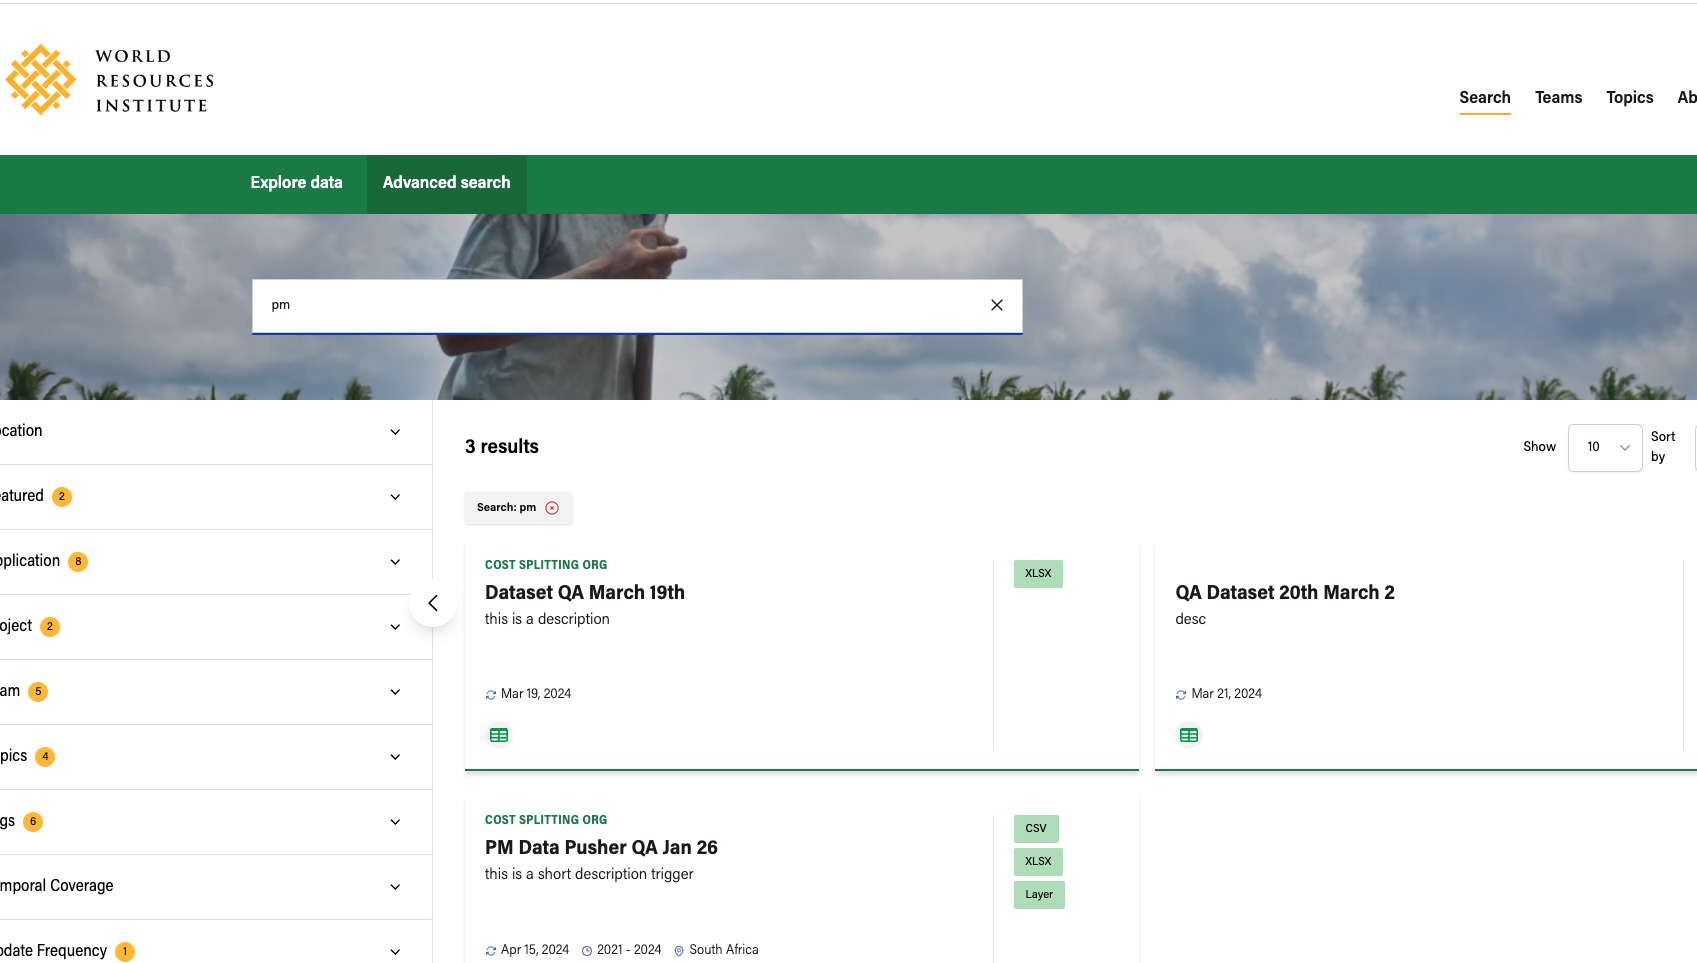 WORLD
RESOURCES
INSTITUTE
Search Teams Topics Ab
Explore data Advanced search
pm
ocation
eatured 2
pplication 8
oject 2
am 5
pics 4
gs 6
mporal Coverage
pdate Frequency 1
3 results
Show 10 Sort by
Search: pm
COST SPLITTING ORG
Dataset QA March 19th
this is a description
Mar 19, 2024
XLSX
QA Dataset 20th March 2
desc
Mar 21, 2024
COST SPLITTING ORG
PM Data Pusher QA Jan 26
this is a short description trigger
Apr 15, 2024 2021 - 2024 South Africa
CSV
XLSX
Layer